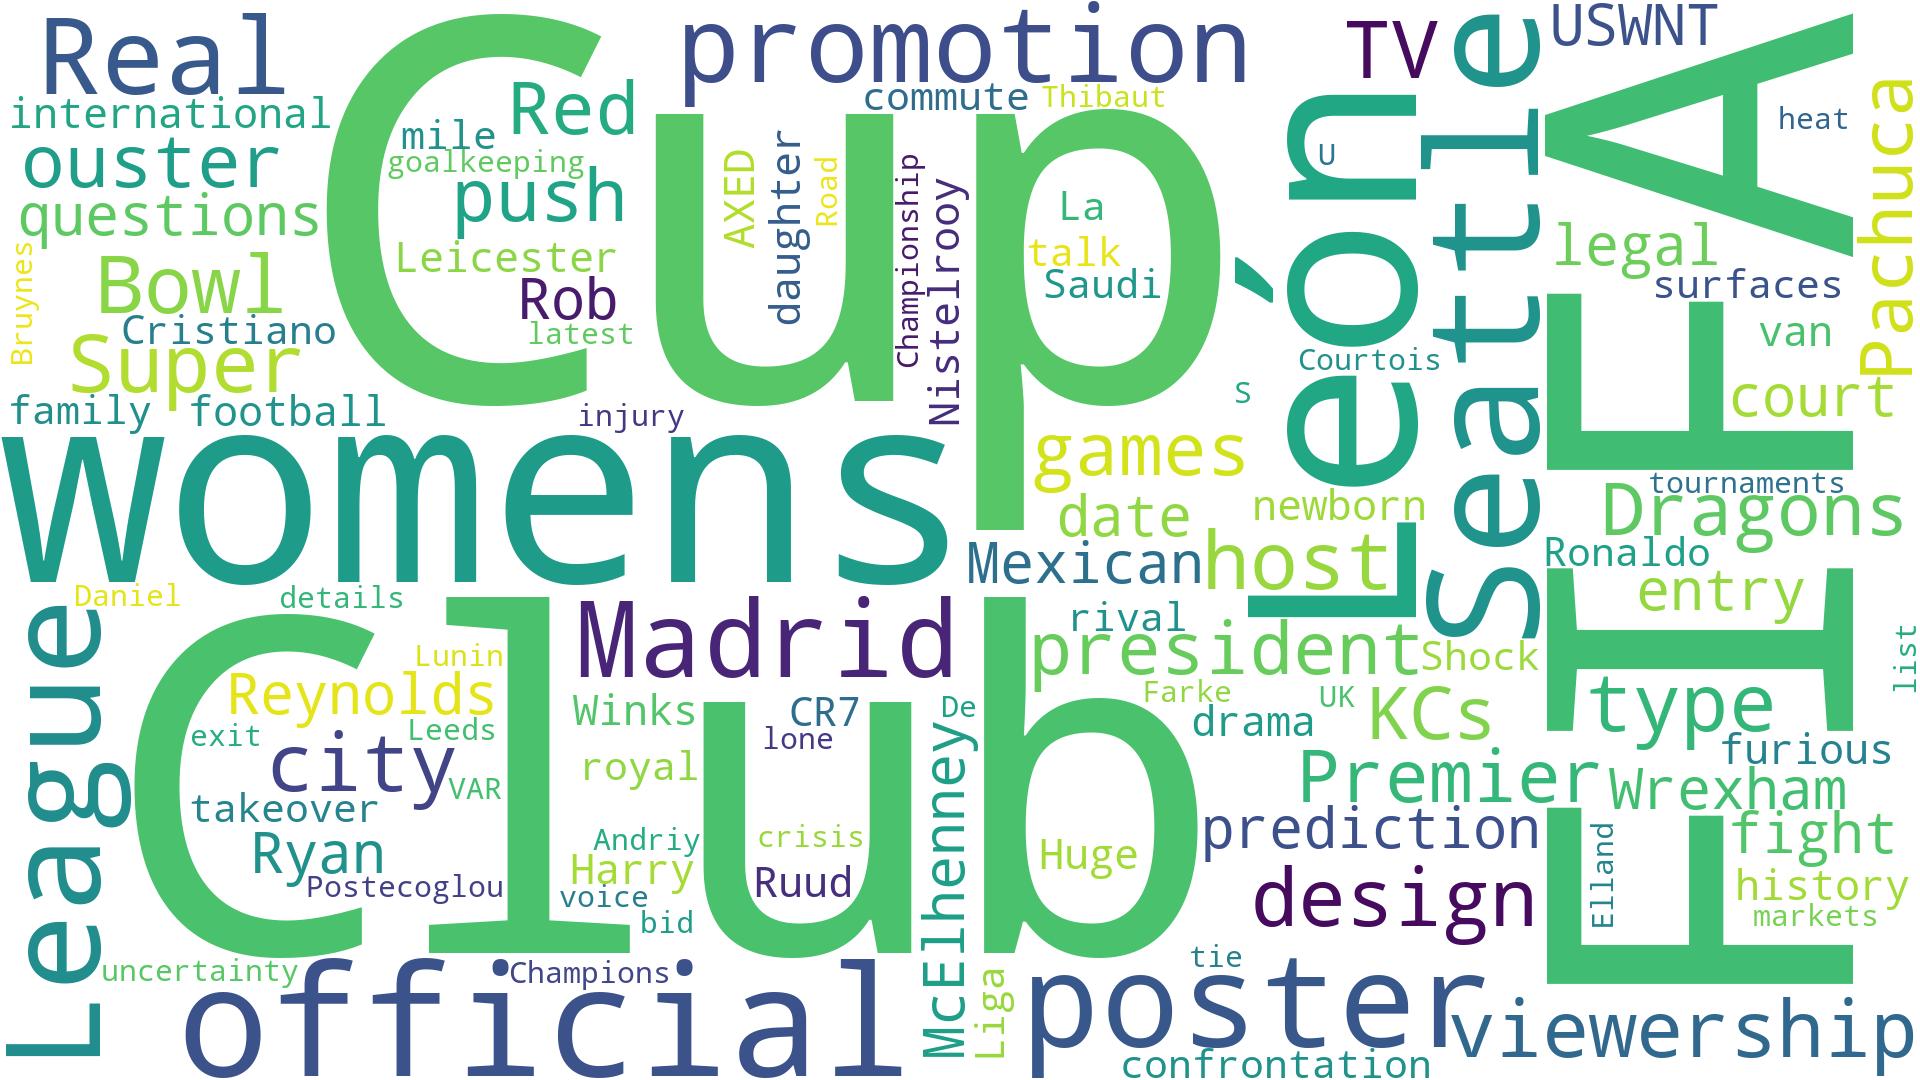 Real
Cup
promotion
TV
Seattle
USWNT
FIFA
international
mile
Red
commute
Thibaut
León
U
heat
Pachuca
ouster
goalkeeping
push
AXED
daughter
Road
Championship
Nistelrooy
La
talk
Saudi
legal
questions
Leicester
surfaces
Bruynes
Bowl
Rob
van
Cristiano
latest
Courtois
Super
S
court
family
football
injury
womens
games
newborn
tournaments
date
Dragons
Mexican
host
Ronaldo
Daniel
details
entry
League
Club
Madrid
rival
president
Shock
list
Lunin
Reynolds
Winks
CR7
De
Farke
UK
KCs
type
exit
Leeds
lone
drama
city
VAR
royal
McElhenney
Premier
furious
takeover
Wrexham
Ryan
Andriy
crisis
prediction
Elland
fight
Postecoglou
Harry
Ruud
Huge
design
history
voice
bid
markets
uncertainty
official
Champions
Liga
poster
tie
viewership
confrontation